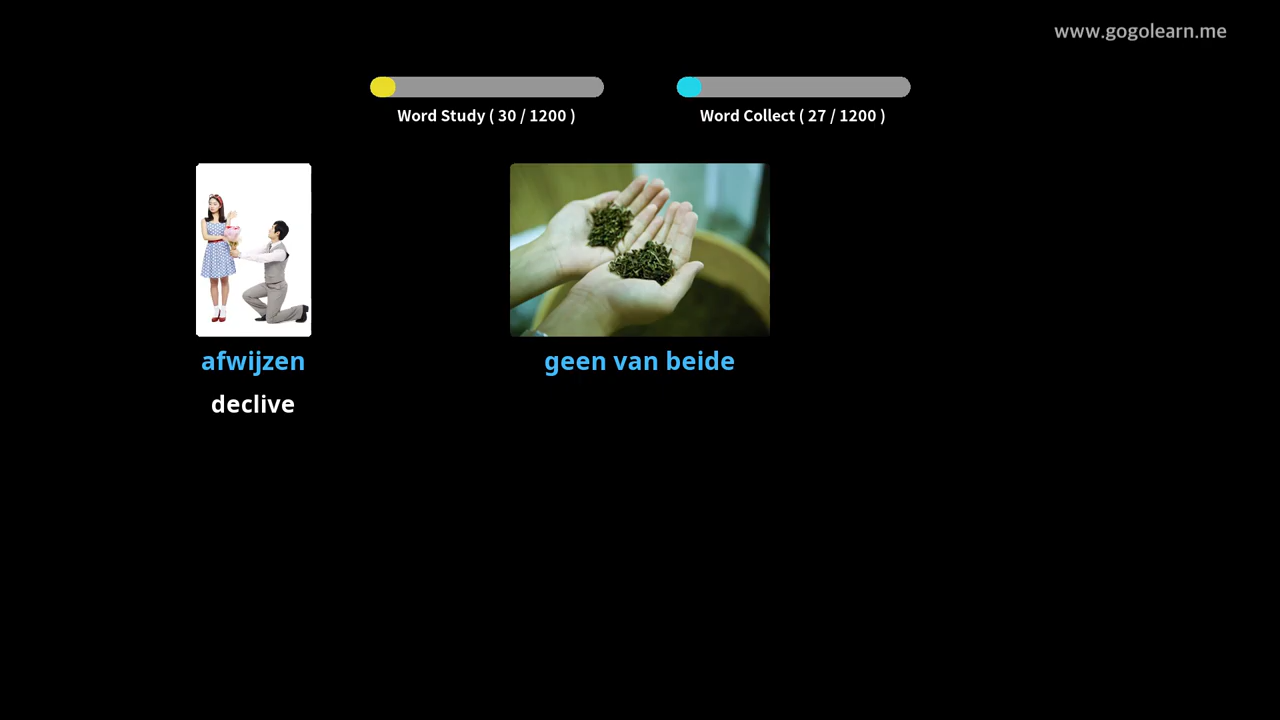 www.gogolearn.me
Word Study ( 30 / 1200 )
Word Collect ( 27 / 1200 )
afwijzen
geen van beide
declive